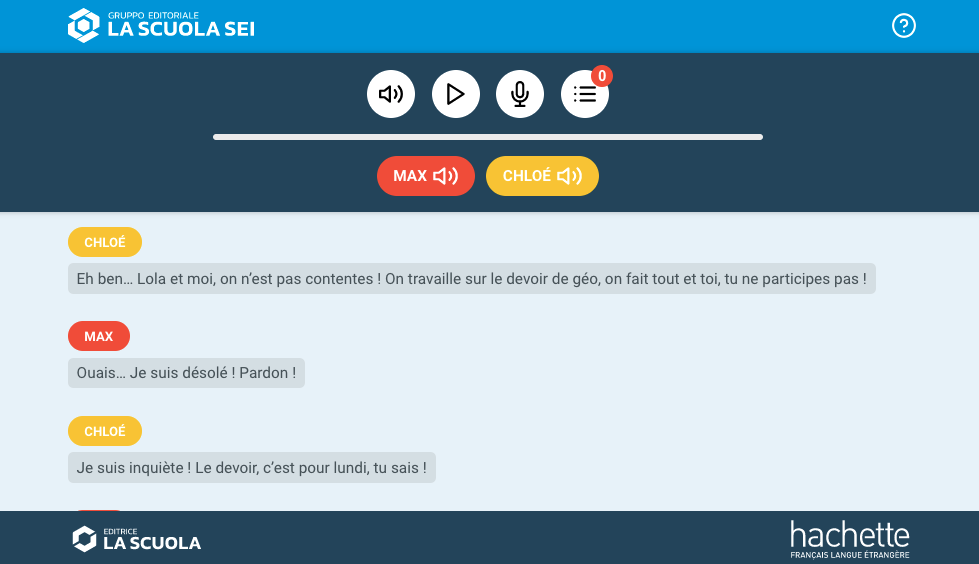 GRUPPO EDITORIALE
LA SCUOLA SEI
0
MAX
CHLOÉ
CHLOÉ
Eh ben… Lola et moi, on n’est pas contentes ! On travaille sur le devoir de géo, on fait tout et toi, tu ne participes pas !
MAX
Ouais… Je suis désolé ! Pardon !
CHLOÉ
Je suis inquiète ! Le devoir, c’est pour lundi, tu sais !
EDITRICE
LA SCUOLA
hachette
FRANÇAIS LANGUE ÉTRANGÈRE